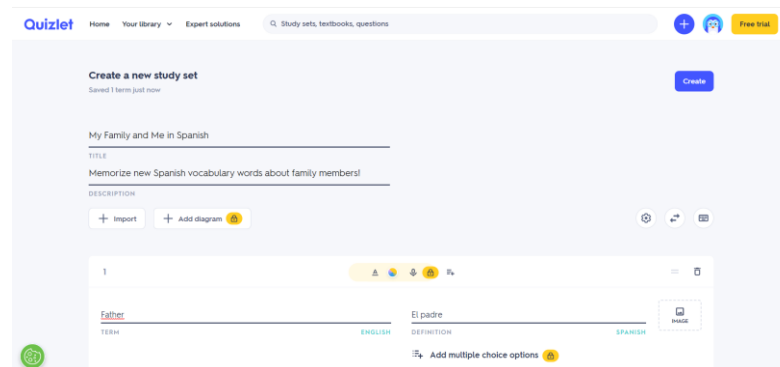 Quizlet Home Your library Expert solutions Study sets, textbooks, questions Free trial
Create a new study set
Create
Saved 1 term just now
My Family and Me in Spanish
TITLE
Memorize new Spanish vocabulary words about family members!
DESCRIPTION
+ Import + Add diagram
1
Father El padre
IMAGE
TERM ENGLISH DEFINITION SPANISH
Add multiple choice options